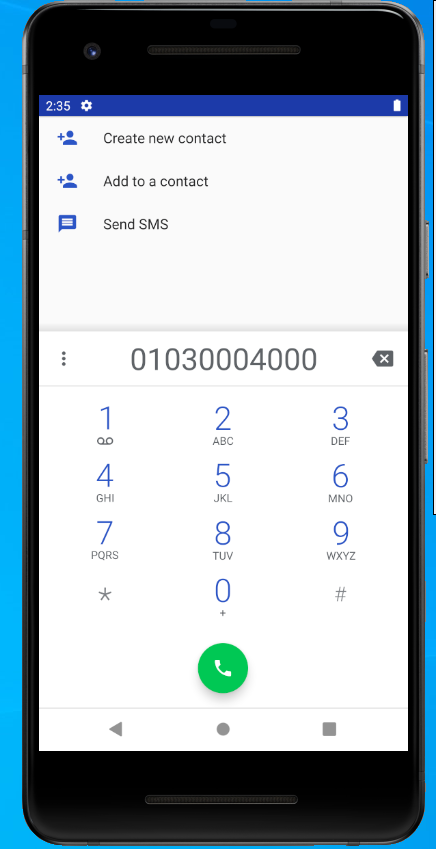 2:35
Create new contact
Add to a contact
Send SMS
01030004000
1 2 3
ABC DEF
4 5 6
GHI JKL MNO
7 8 9
PQRS TUV WXYZ
* 0 #
+